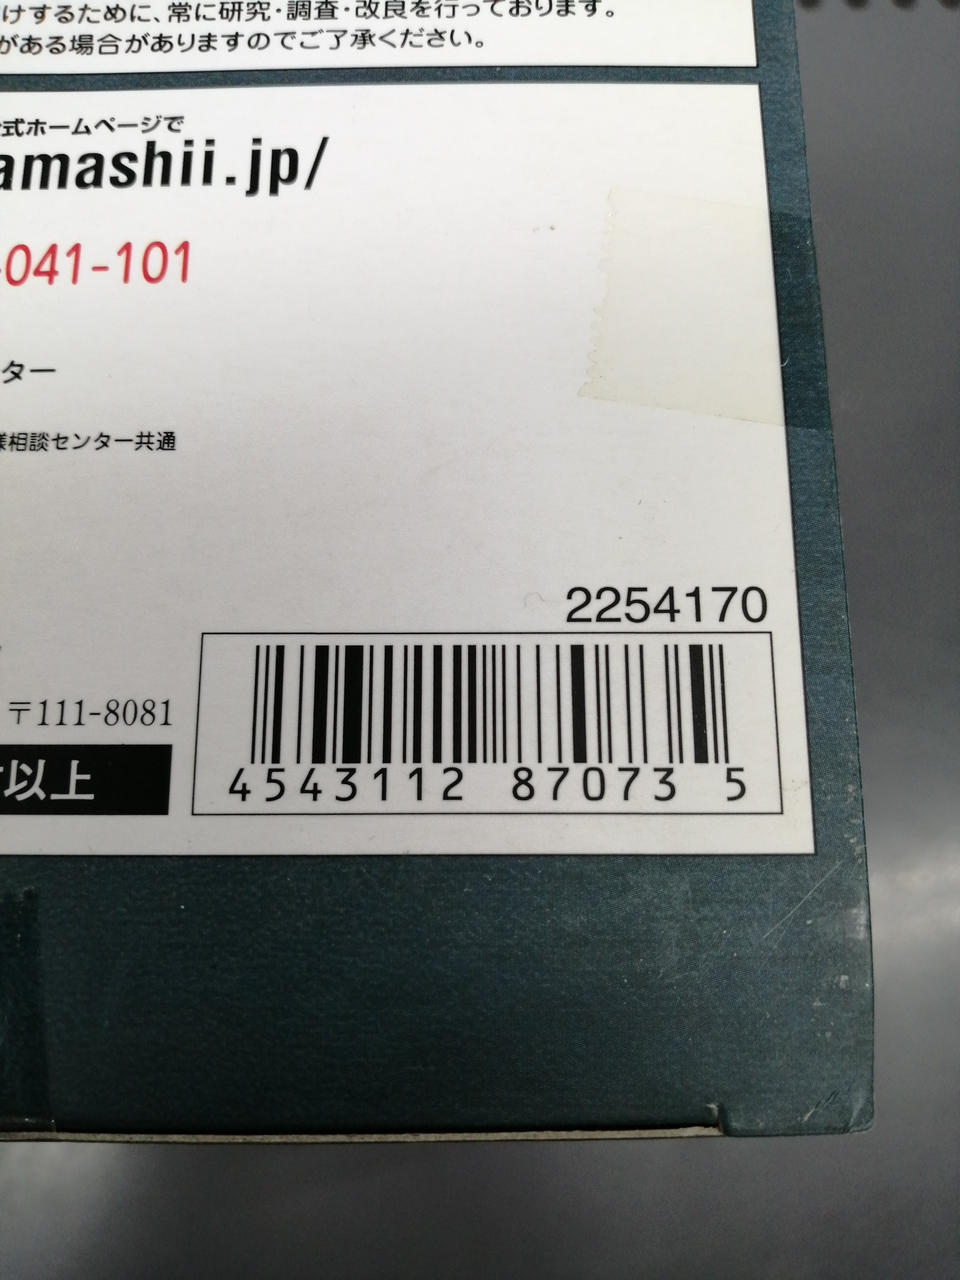 けするために、常に研究・調査・改良を行っております。
がある場合がありますのでご了承ください。
式ホームページで
amashii.jp/
-041-101
ター
様相談センター共通
2254170
〒111-8081
以上
4543112 87073 5